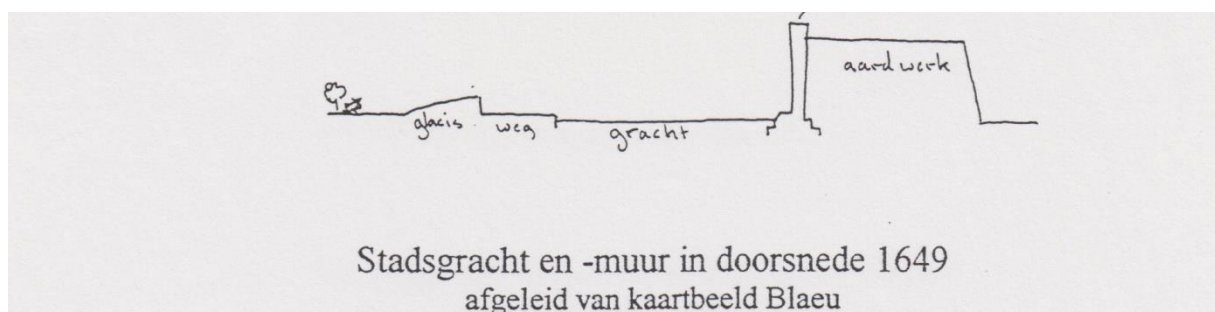 aardwerk
glacis weg gracht
Stadsgracht en -muur in doorsnede 1649
afgeleid van kaartbeeld Blaeu